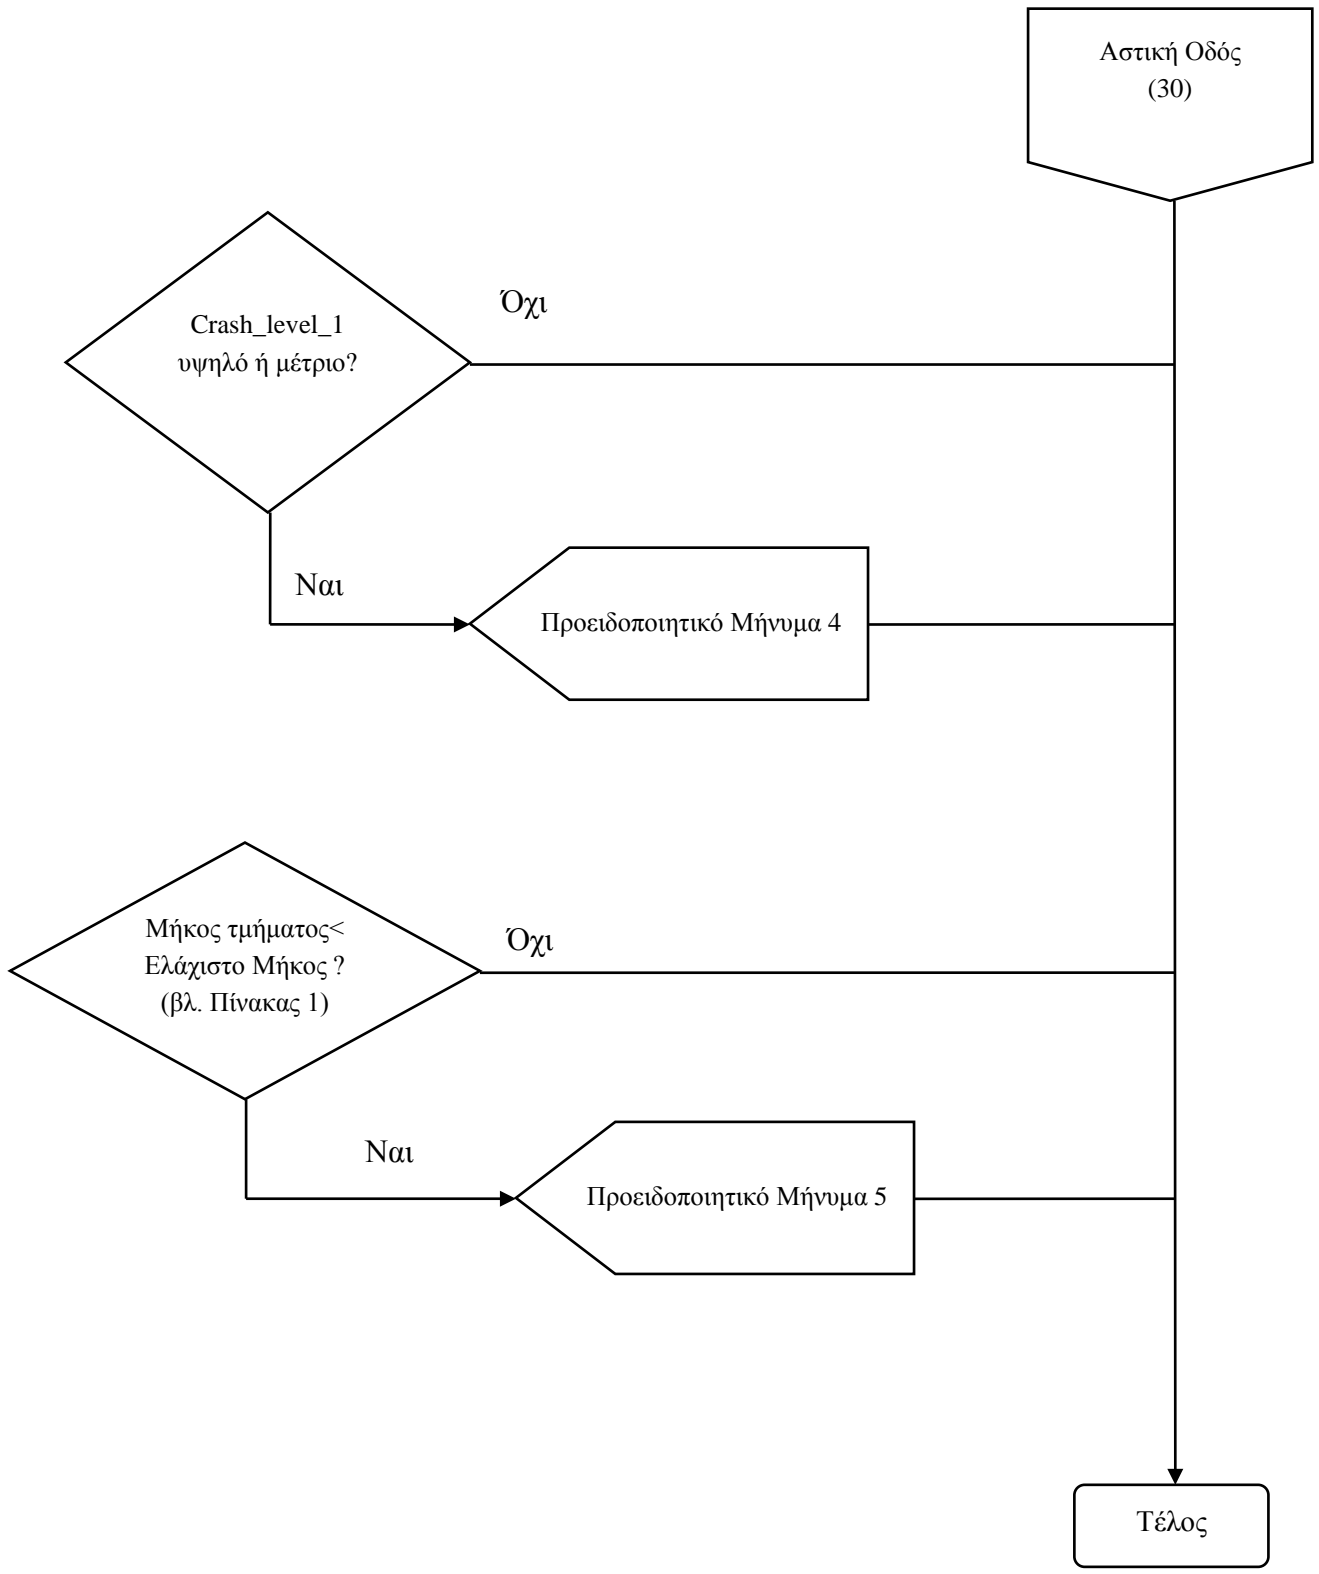 Αστική Οδός
(30)
Όχι
Crash_level_1
υψηλό ή μέτριο?
Ναι
Προειδοποιητικό Μήνυμα 4
Μήκος τμήματος<
Ελάχιστο Μήκος ?
(βλ. Πίνακας 1)
Όχι
Ναι
Προειδοποιητικό Μήνυμα 5
Τέλος